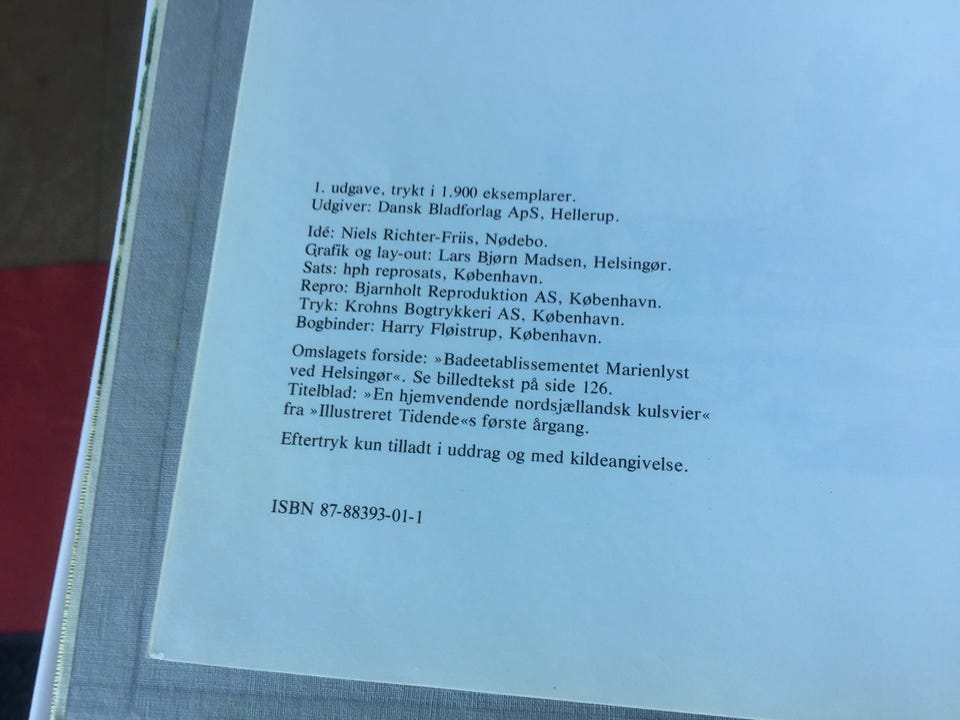 1. udgave, trykt i 1.900 eksemplarer.
Udgiver: Dansk Bladforlag ApS, Hellerup.
Idé: Niels Richter-Friis, Nødebo.
Grafik og lay-out: Lars Bjørn Madsen, Helsingør.
Sats: hph reprosats, København.
Repro: Bjarnholt Reproduktion AS, København.
Tryk: Krohns Bogtrykkeri AS, København.
Bogbinder: Harry Fløistrup, København.
Omslagets forside: »Badeetablissementet Marienlyst
ved Helsingør«. Se billedtekst på side 126.
Titelblad: »En hjemvendende nordsjællandsk kulsvier«
fra »Illustreret Tidende«s første årgang.
Eftertryk kun tilladt i uddrag og med kildeangivelse.
ISBN 87-88393-01-1